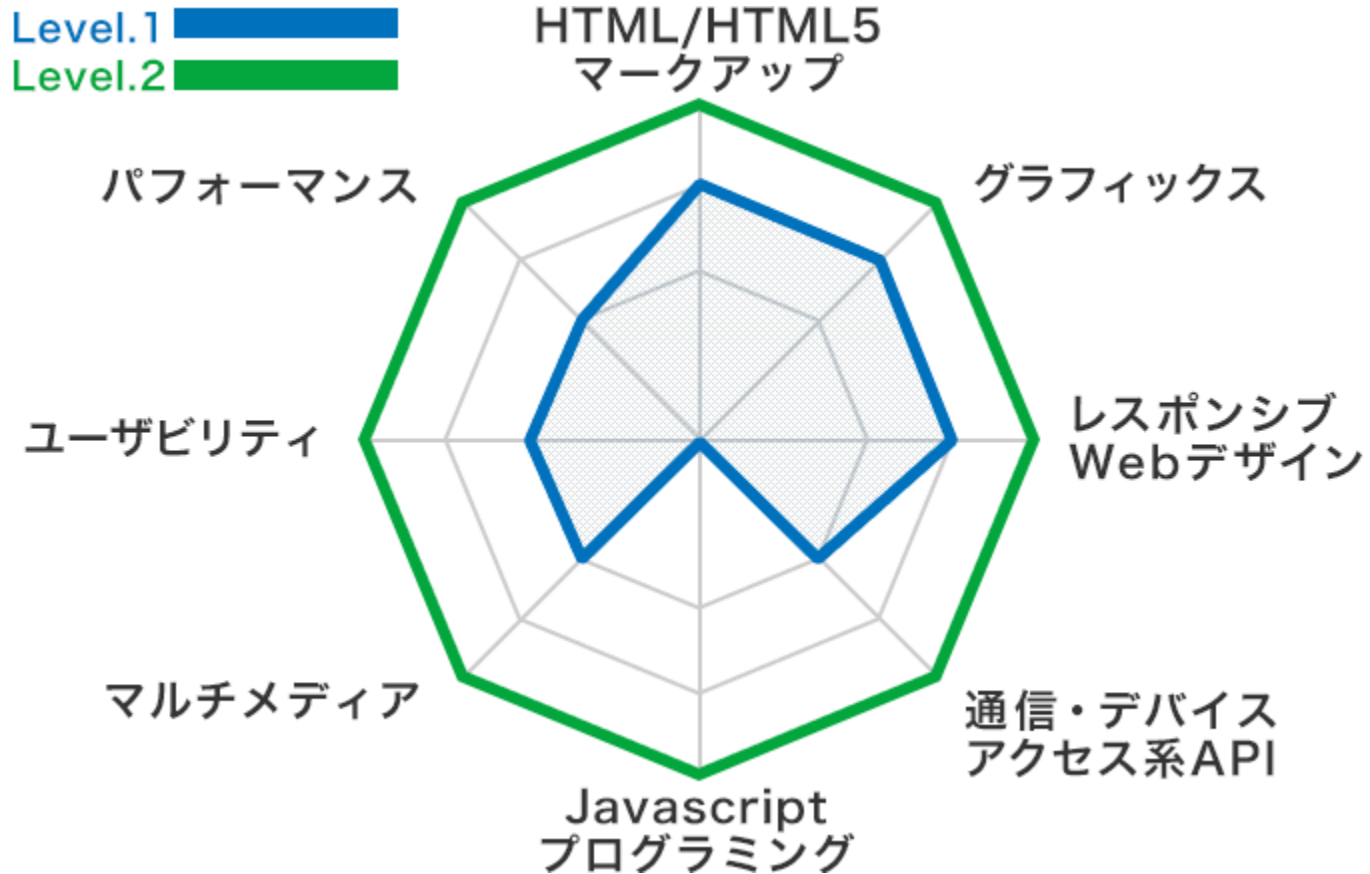 Level.1
Level.2
HTML/HTML5
マークアップ
パフォーマンス
グラフィックス
ユーザビリティ
レスポンシブ
Webデザイン
マルチメディア
通信・デバイス
アクセス系API
Javascript
プログラミング